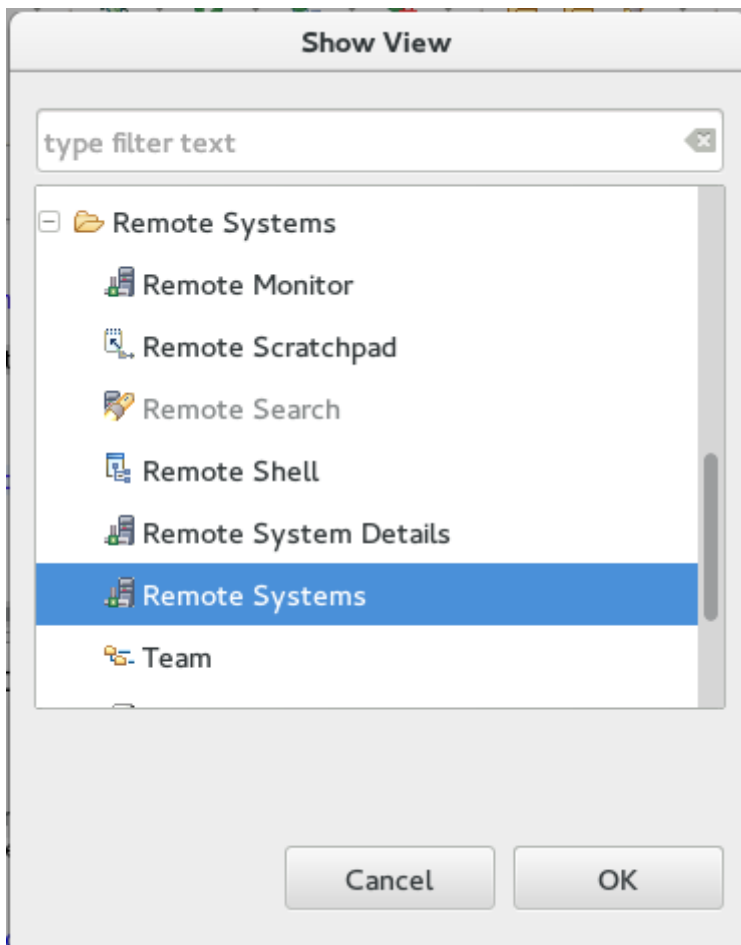 Show View
type filter text
Remote Systems
Remote Monitor
Remote Scratchpad
Remote Search
Remote Shell
Remote System Details
Remote Systems
Team
Cancel
OK